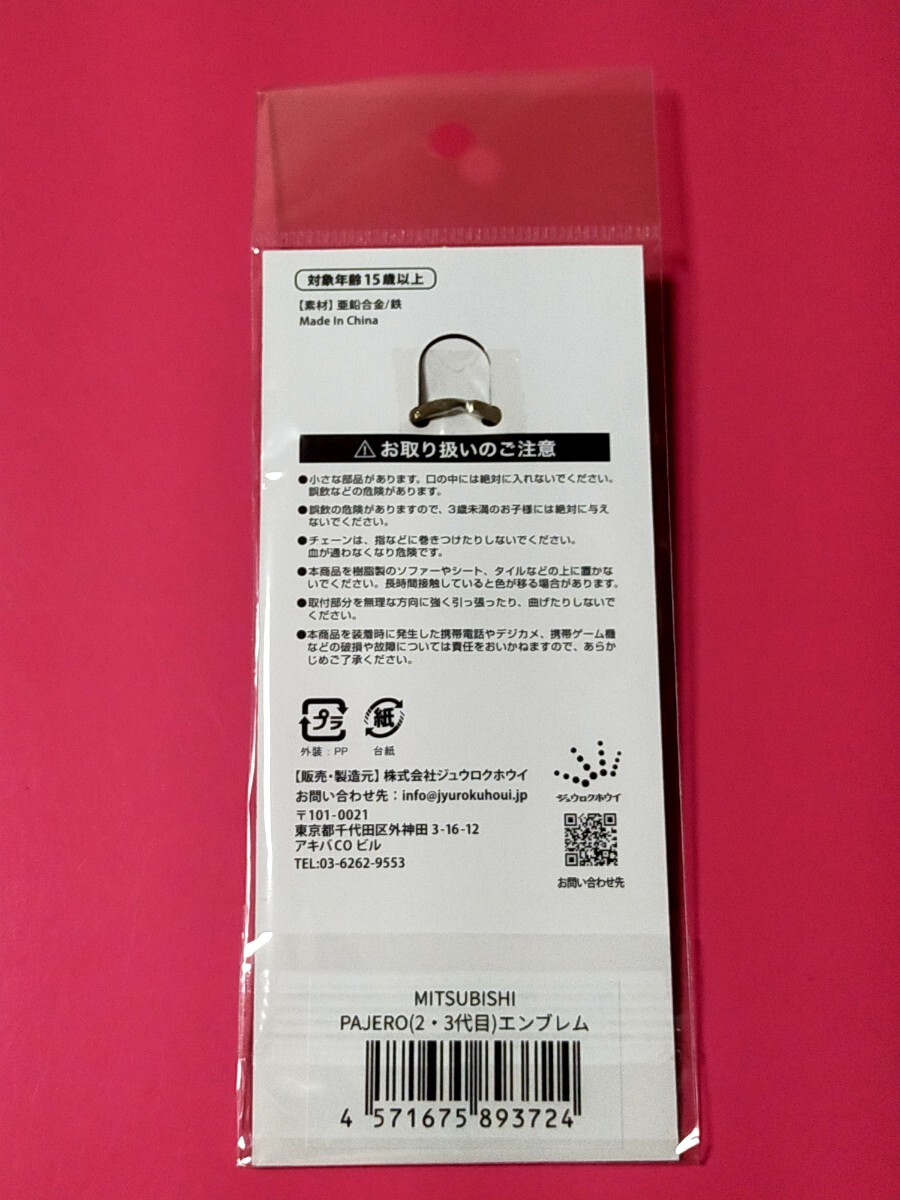 対象年齢15歳以上
【素材】亜鉛合金/鉄
Made In China
⚠お取り扱いのご注意
●小さな部品があります。口の中には絶対に入れないでください。
誤飲などの危険があります。
●誤飲の危険がありますので、3歳未満のお子様には絶対に与え
ないでください。
●チェーンは、指などに巻きつけたりしないでください。
血が通わなくなり危険です。
●本商品を樹脂製のソファーやシート、タイルなどの上に置かな
いでください。長時間接触していると色が移る場合があります。
●取付部分を無理な方向に強く引っ張ったり、曲げたりしないで
ください。
●本商品を装着時に発生した携帯電話やデジカメ、携帯ゲーム機
などの破損や故障については責任をおいかねますので、あらか
じめご了承ください。
プラ
紙
外装：PP
台紙
【販売・製造元】株式会社ジュウロクホウイ
お問い合わせ先：info@jyurokuhoui.jp
〒101-0021
東京都千代田区外神田3-16-12
アキバCOビル
TEL:03-6262-9553
ジュウロクホウイ
お問い合わせ先
MITSUBISHI
PAJERO(2・3代目)エンブレム
4 571675 893724